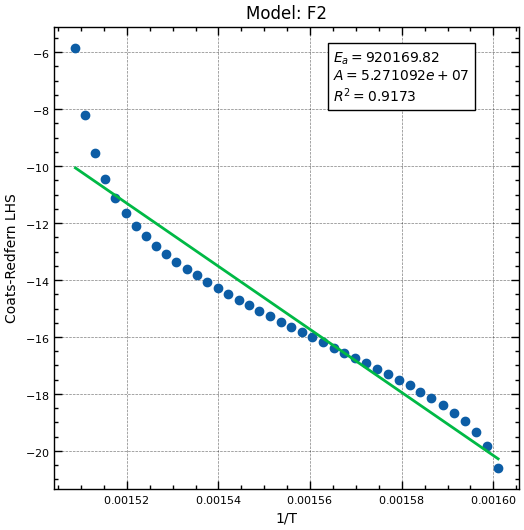 Model: F2
E_a = 920169.82
A = 5.271092e + 07
R^2 = 0.9173
Coats-Redfern LHS
−6
−8
−10
−12
−14
−16
−18
−20
0.00152 0.00154 0.00156 0.00158 0.00160
1/T